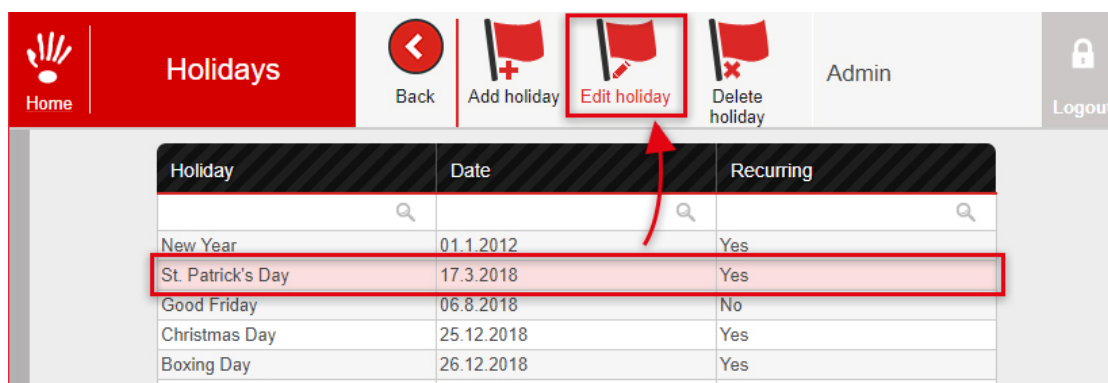 Home
Holidays
Back
Add holiday
Edit holiday
Delete
holiday
Admin
Logout
Holiday Date Recurring
New Year 01.1.2012 Yes
St. Patrick's Day 17.3.2018 Yes
Good Friday 06.8.2018 No
Christmas Day 25.12.2018 Yes
Boxing Day 26.12.2018 Yes